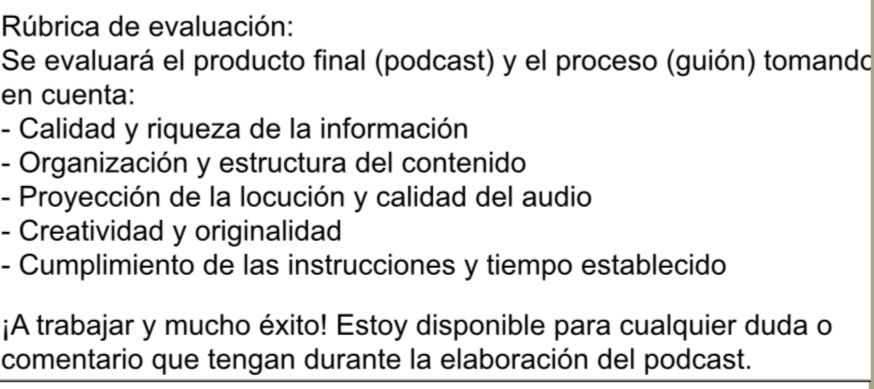 Rúbrica de evaluación:
Se evaluará el producto final (podcast) y el proceso (guión) tomando
en cuenta:
- Calidad y riqueza de la información
- Organización y estructura del contenido
- Proyección de la locución y calidad del audio
- Creatividad y originalidad
- Cumplimiento de las instrucciones y tiempo establecido
¡A trabajar y mucho éxito! Estoy disponible para cualquier duda o
comentario que tengan durante la elaboración del podcast.